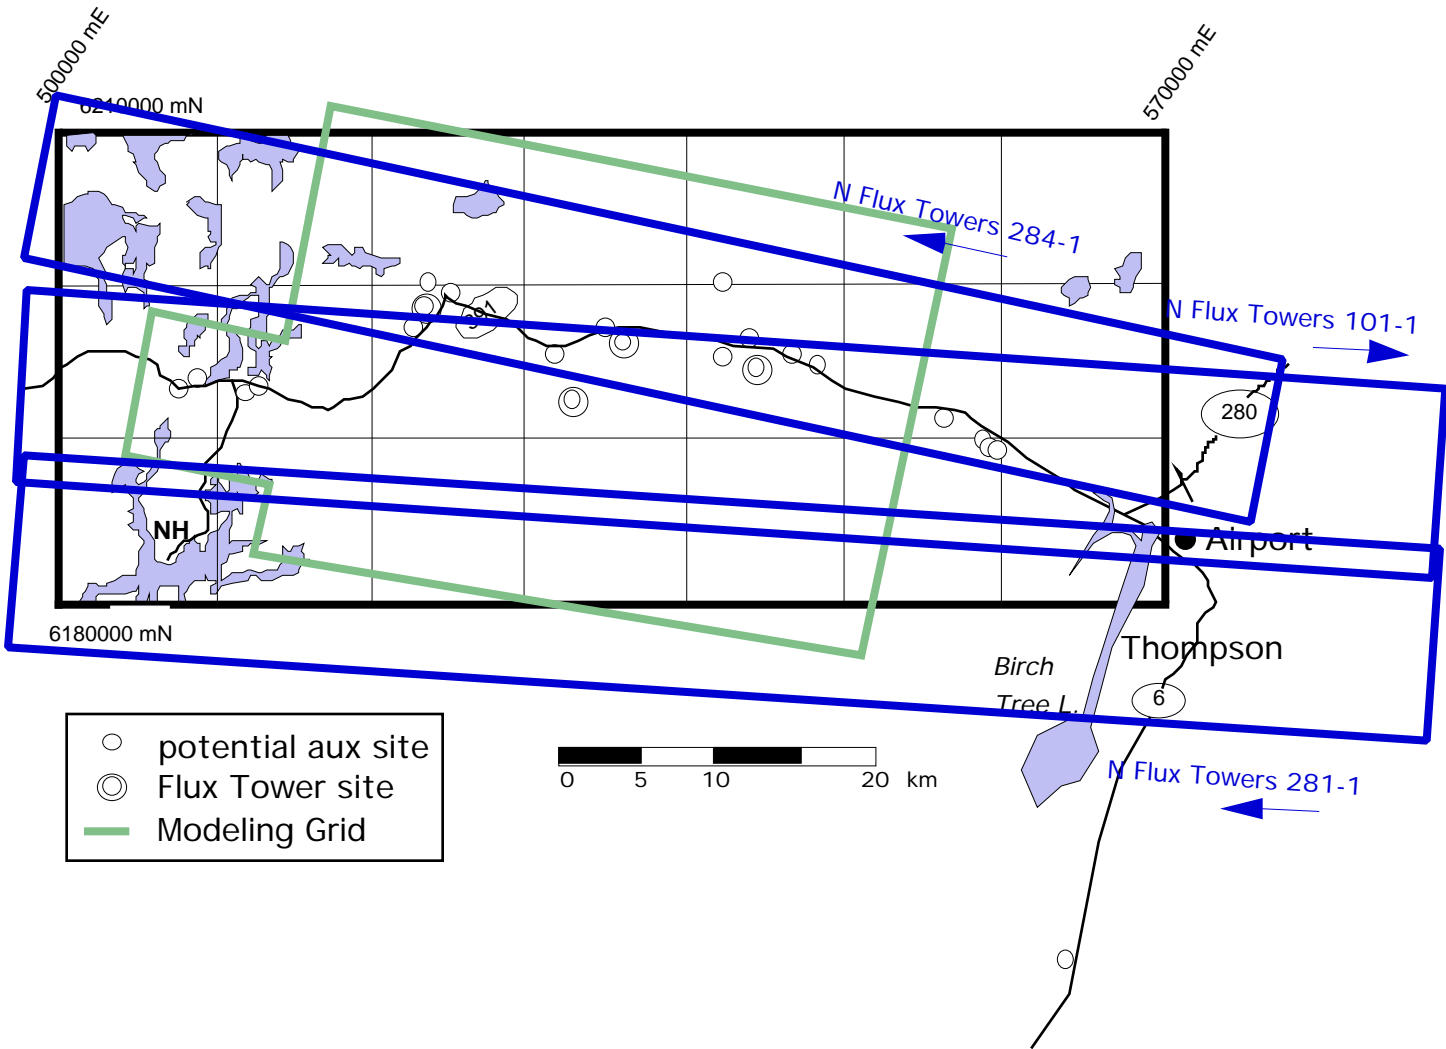 500000 mE
570000 mE
6210000 mN
N Flux Towers 284-1
N Flux Towers 101-1
391
280
NH
Airport
6180000 mN
Thompson
Birch
Tree L.
6
potential aux site
Flux Tower site
Modeling Grid
0 5 10 20 km
N Flux Towers 281-1